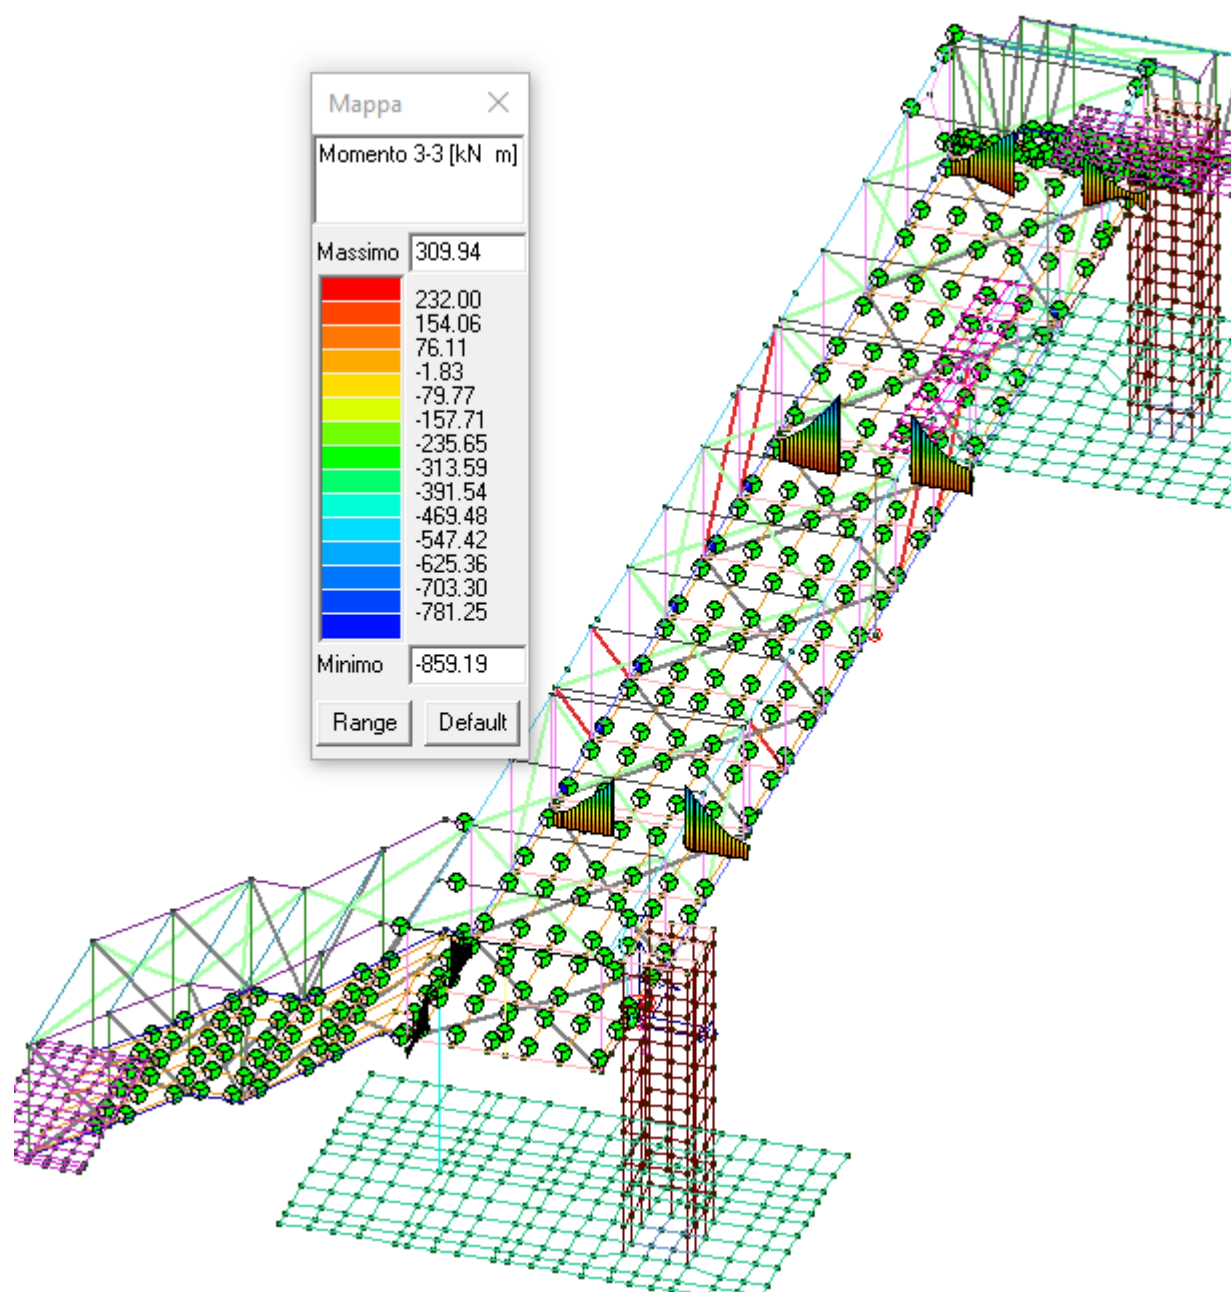 Mappa
Momento 3-3 [kN m]
Massimo 309.94
232.00
154.06
76.11
-1.83
-79.77
-157.71
-235.65
-313.59
-391.54
-469.48
-547.42
-625.36
-703.30
-781.25
Minimo -859.19
Range Default